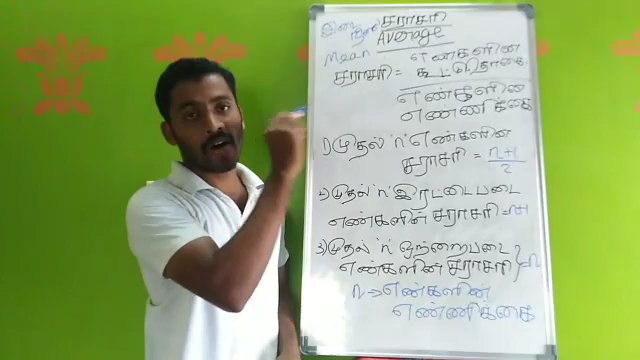 சராசரி
Average
Mean எண்களின்
சராசரி = கூட்டுதொகை
எண்களின்
எண்ணிக்கை
1) முதல் 'n' எண்களின்
சராசரி = n+1
2
2) முதல் 'n' இரட்டைபடை
எண்களின் சராசரி = n+1
3) முதல் 'n' ஒற்றைபடை
எண்களின் சராசரி } = n
n → எண்களின்
எண்ணிக்கை